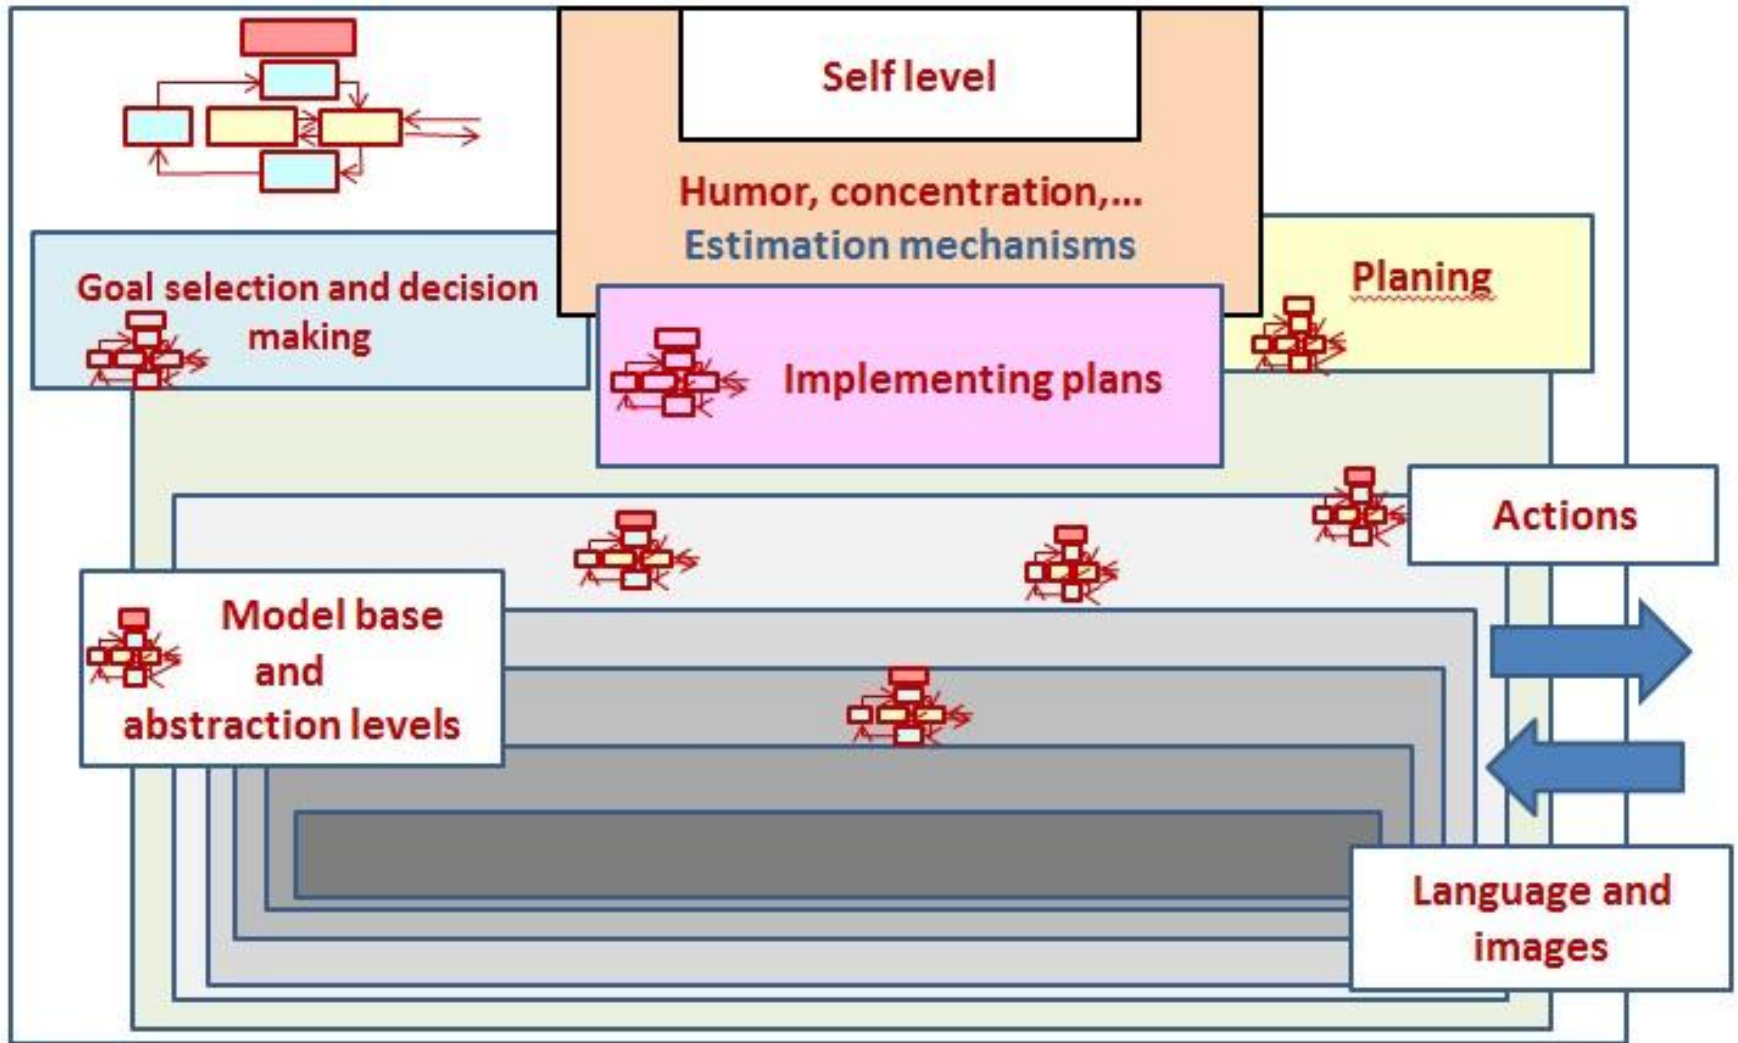 Self level
Humor, concentration,...
Estimation mechanisms
Goal selection and decision
making
Planing
Implementing plans
Actions
Model base
and
abstraction levels
Language and
images